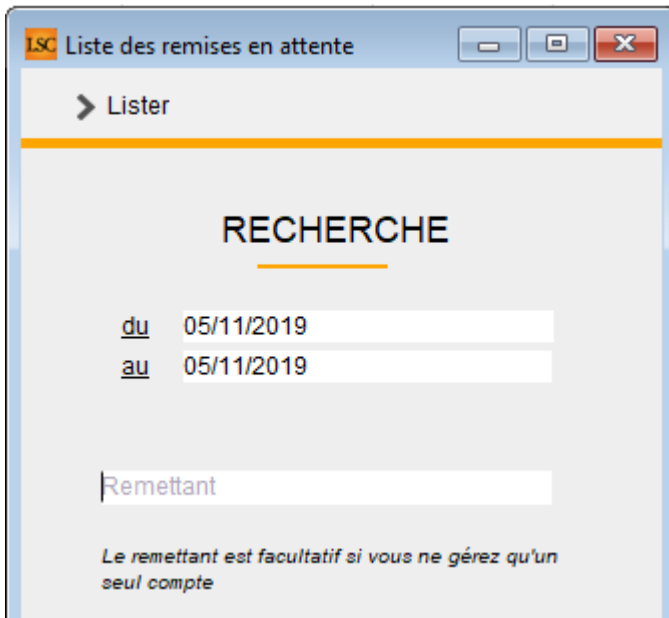 LSC Liste des remises en attente
Lister
RECHERCHE
du 05/11/2019
au 05/11/2019
Remettant
Le remettant est facultatif si vous ne gérez qu'un
seul compte